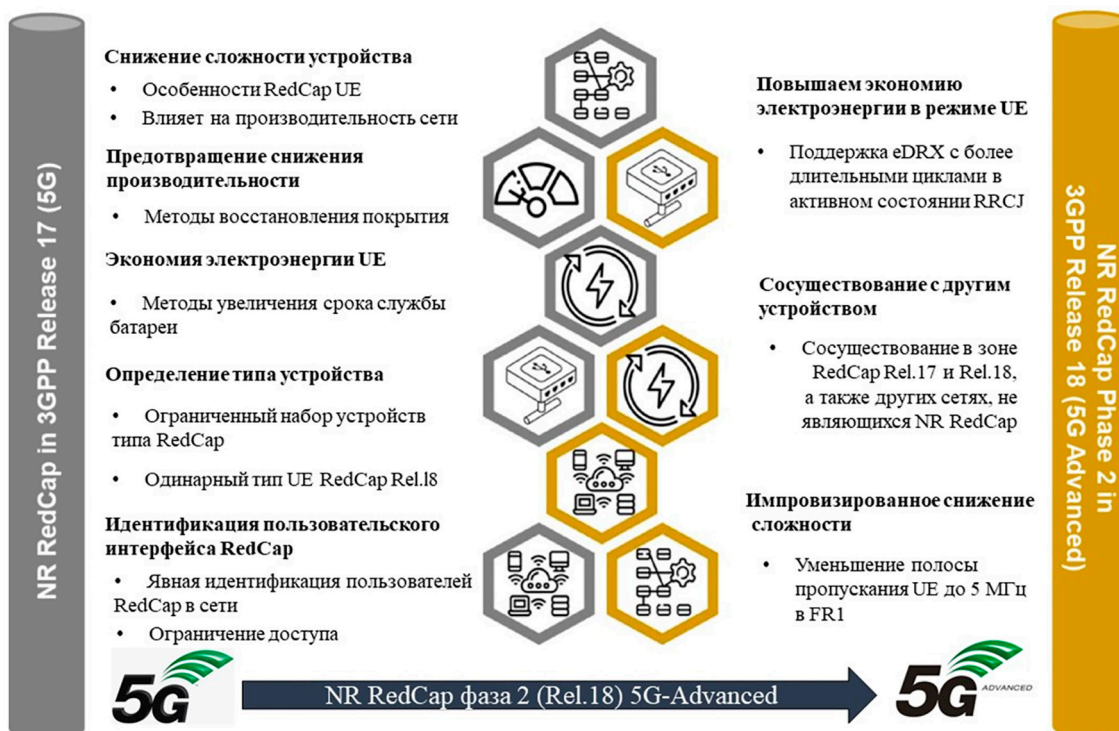 NR RedCap in 3GPP Release 17 (5G)
Снижение сложности устройства
• Особенности RedCap UE
• Влияет на производительность сети
Предотвращение снижения
производительности
• Методы восстановления покрытия
Экономия электроэнергии UE
• Методы увеличения срока службы
батареи
Определение типа устройства
• Ограниченный набор устройств
типа RedCap
• Одинарный тип UE RedCap Rel.l8
Идентификация пользовательского
интерфейса RedCap
• Явная идентификация пользователей
RedCap в сети
• Ограничение доступа
Повышаем экономию
электроэнергии в режиме UE
• Поддержка eDRX с более
длительными циклами в
активном состоянии RRCJ
Сосуществование с другим
устройством
• Сосуществование в зоне
RedCap Rel.17 и Rel.18,
а также других сетях, не
являющихся NR RedCap
Импровизированное снижение
сложности
• Уменьшение полосы
пропускания UE до 5 МГц
в FR1
NR RedCap Phase 2 in
3GPP Release 18 (5G Advanced)
5G
NR RedCap фаза 2 (Rel.18) 5G-Advanced
5G ADVANCED